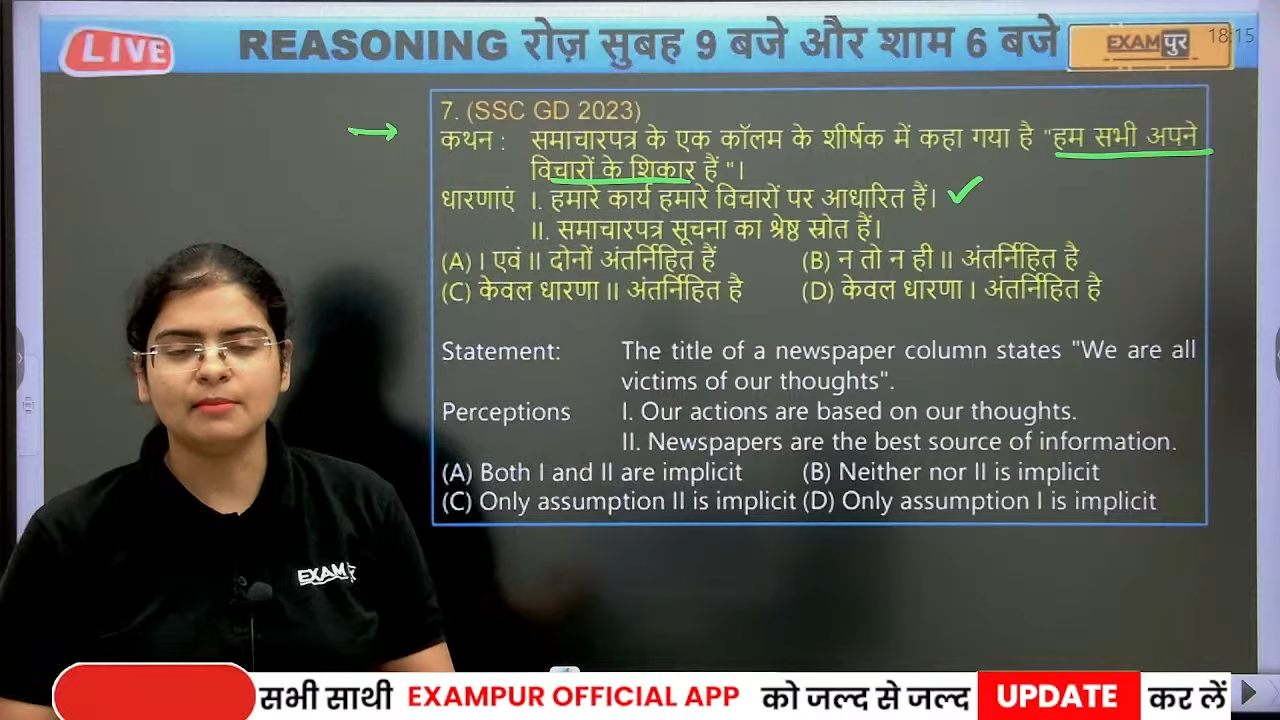 LIVE
REASONING रोज़ सुबह 9 बजे और शाम 6 बजे
EXAMपुर
18:15
7. (SSC GD 2023)
कथन : समाचारपत्र के एक कॉलम के शीर्षक में कहा गया है "हम सभी अपने
विचारों के शिकार हैं "।
धारणाएं I. हमारे कार्य हमारे विचारों पर आधारित हैं।
II. समाचारपत्र सूचना का श्रेष्ठ स्रोत हैं।
(A) I एवं II दोनों अंतर्निहित हैं (B) न तो न ही II अंतर्निहित है
(C) केवल धारणा II अंतर्निहित है (D) केवल धारणा I अंतर्निहित है
Statement: The title of a newspaper column states "We are all
victims of our thoughts".
Perceptions I. Our actions are based on our thoughts.
II. Newspapers are the best source of information.
(A) Both I and II are implicit (B) Neither nor II is implicit
(C) Only assumption II is implicit (D) Only assumption I is implicit
EXAM
सभी साथी EXAMPUR OFFICIAL APP को जल्द से जल्द UPDATE कर लें